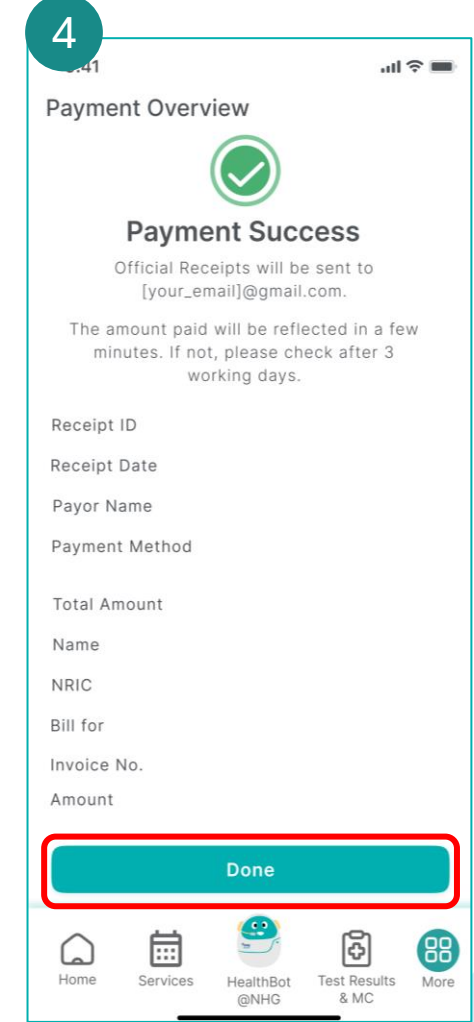 4
:41
Payment Overview
Payment Success
Official Receipts will be sent to
[your_email]@gmail.com.
The amount paid will be reflected in a few
minutes. If not, please check after 3
working days.
Receipt ID
Receipt Date
Payor Name
Payment Method
Total Amount
Name
NRIC
Bill for
Invoice No.
Amount
Done
Home
Services
HealthBot
@NHG
Test Results
& MC
More